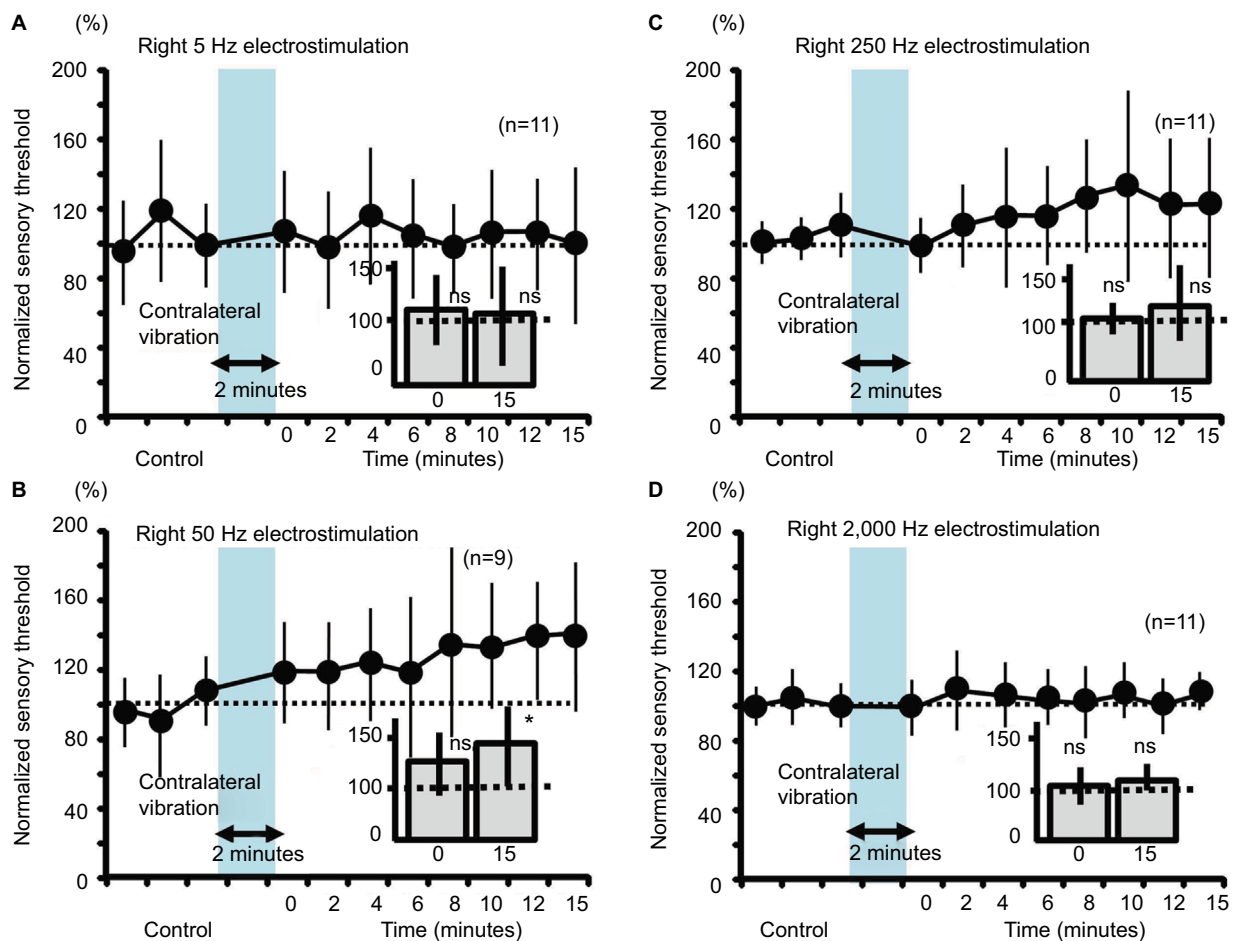 A (%)
Right 5 Hz electrostimulation
Normalized sensory threshold
200
160
120
80
40
0
(n=11)
Contralateral
vibration
2 minutes
150
100
0
ns
ns
0 15
0 2 4 6 8 10 12 15
Control Time (minutes)
B (%)
Right 50 Hz electrostimulation
Normalized sensory threshold
200
160
120
80
40
0
(n=9)
Contralateral
vibration
2 minutes
150
100
0
ns
*
0 15
0 2 4 6 8 10 12 15
Control Time (minutes)
C (%)
Right 250 Hz electrostimulation
Normalized sensory threshold
200
160
120
80
40
0
(n=11)
Contralateral
vibration
2 minutes
150
100
0
ns
ns
0 15
0 2 4 6 8 10 12 15
Control Time (minutes)
D (%)
Right 2,000 Hz electrostimulation
Normalized sensory threshold
200
160
120
80
40
0
(n=11)
Contralateral
vibration
2 minutes
150
100
0
ns
ns
0 15
0 2 4 6 8 10 12 15
Control Time (minutes)